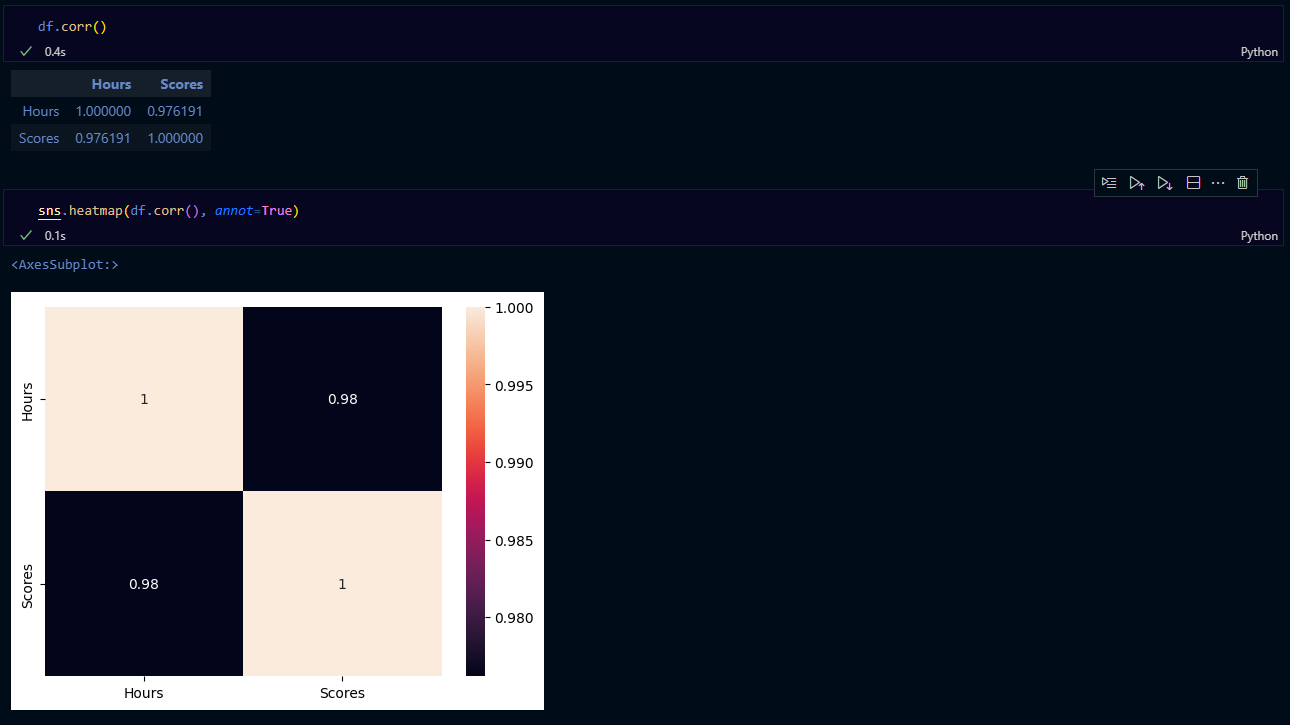 df.corr()
0.4s
Python
Hours Scores
Hours 1.000000 0.976191
Scores 0.976191 1.000000
sns.heatmap(df.corr(), annot=True)
0.1s
Python
<AxesSubplot:>
1.000
0.995
0.990
0.985
0.980
Hours
1 0.98
Scores
0.98 1
Hours Scores